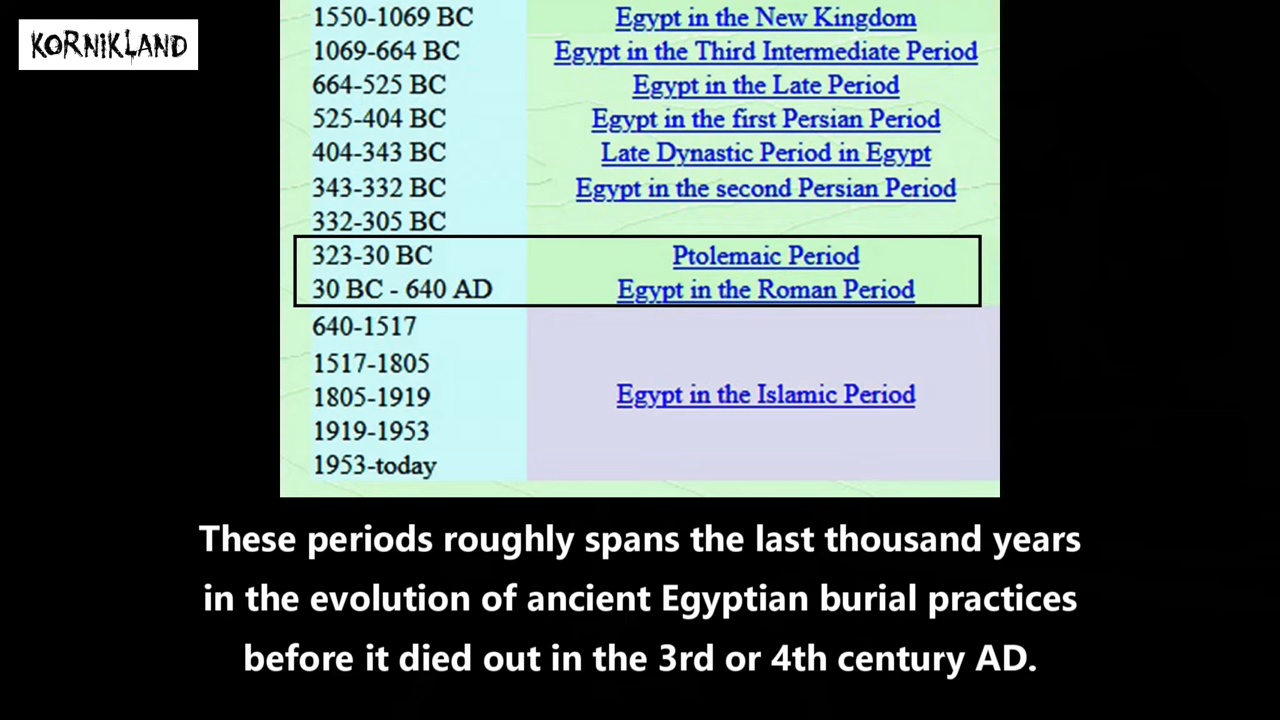 KORNIKLAND
1550-1069 BC Egypt in the New Kingdom
1069-664 BC Egypt in the Third Intermediate Period
664-525 BC Egypt in the Late Period
525-404 BC Egypt in the first Persian Period
404-343 BC Late Dynastic Period in Egypt
343-332 BC Egypt in the second Persian Period
332-305 BC
323-30 BC Ptolemaic Period
30 BC - 640 AD Egypt in the Roman Period
640-1517
1517-1805
1805-1919 Egypt in the Islamic Period
1919-1953
1953-today
These periods roughly spans the last thousand years
in the evolution of ancient Egyptian burial practices
before it died out in the 3rd or 4th century AD.